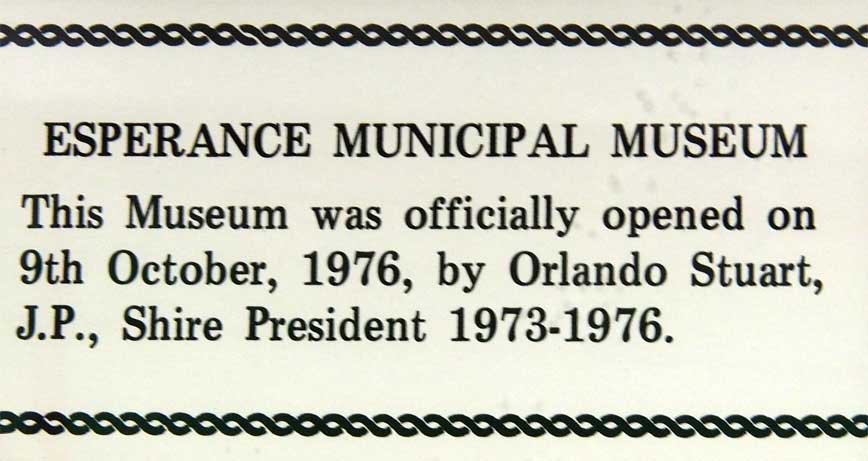 ESPERANCE MUNICIPAL MUSEUM
This Museum was officially opened on
9th October, 1976, by Orlando Stuart,
J.P., Shire President 1973-1976.